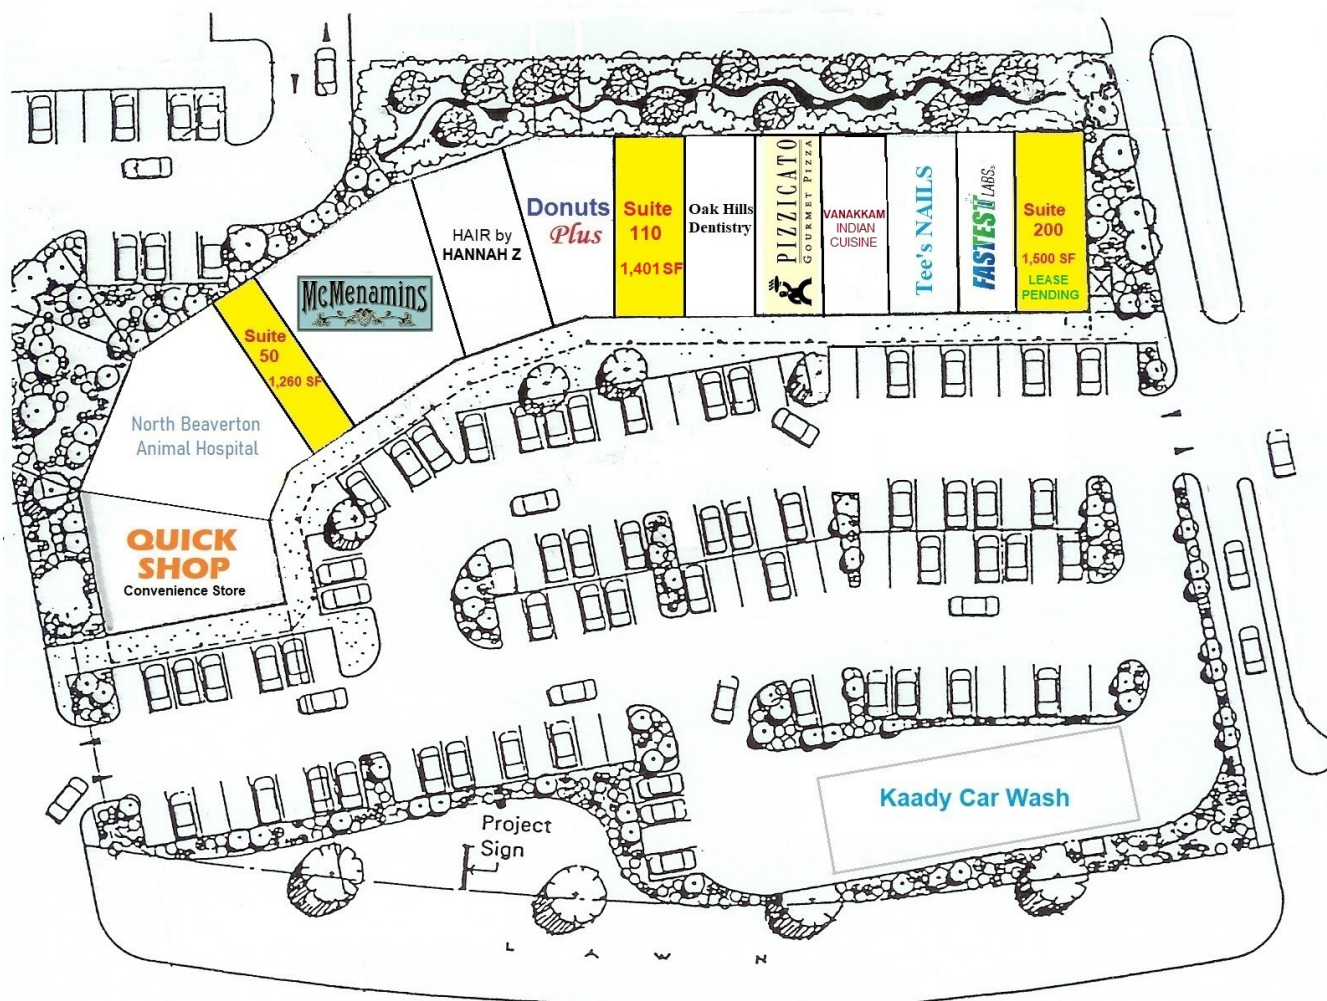 QUICK
SHOP
Convenience Store
North Beaverton
Animal Hospital
Suite
50
1,260 SF
McMENAMINS
HAIR by
HANNAH Z
Donuts
Plus
Suite
110
1,401 SF
Oak Hills
Dentistry
PIZZICATO
GOURMET PIZZA
VANAKKAM
INDIAN
CUISINE
Tee's NAILS
FASTEST
LABS®
Suite
200
1,500 SF
LEASE
PENDING
Kaady Car Wash
Project
Sign
LAWN